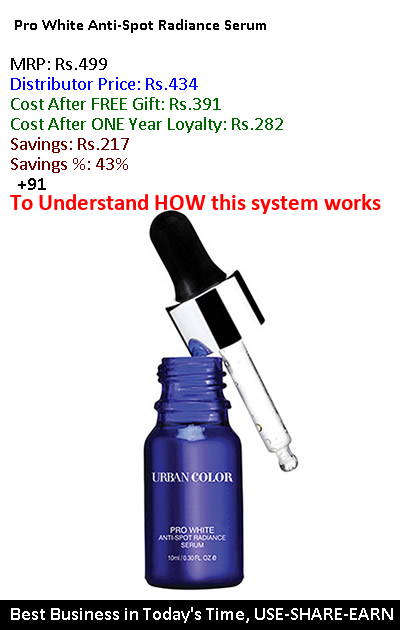 Pro White Anti-Spot Radiance Serum
MRP: Rs.499
Distributor Price: Rs.434
Cost After FREE Gift: Rs.391
Cost After ONE Year Loyalty: Rs.282
Savings: Rs.217
Savings %: 43%
+91
To Understand HOW this system works
URBAN COLOR
PRO WHITE
ANTI-SPOT RADIANCE
SERUM
10ml / 0.30 FL. OZ. e
Best Business in Today's Time, USE-SHARE-EARN